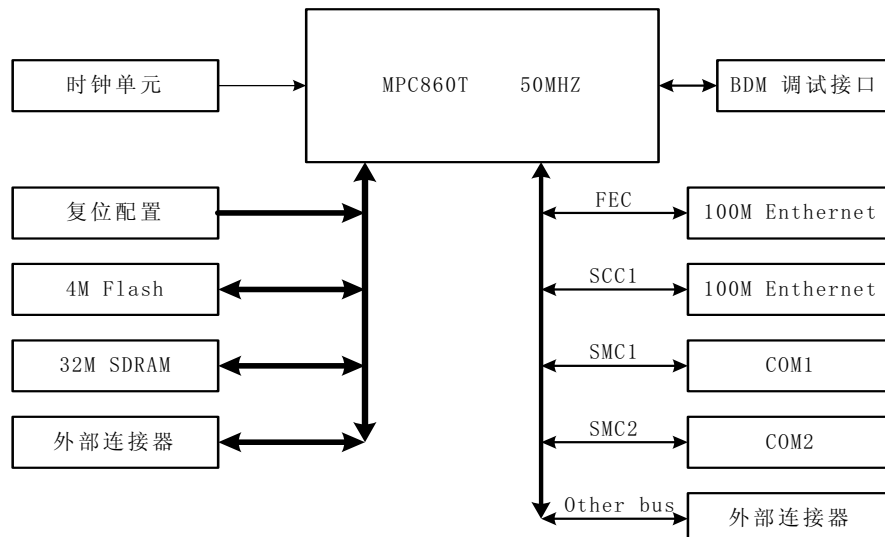 时钟单元
MPC860T 50MHZ
BDM 调试接口
复位配置
FEC
100M Enthernet
4M Flash
SCC1
100M Enthernet
32M SDRAM
SMC1
COM1
外部连接器
SMC2
COM2
Other bus
外部连接器